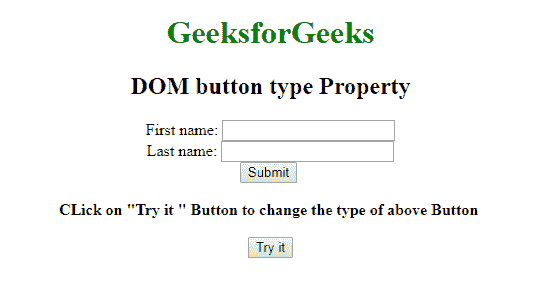 GeeksforGeeks
DOM button type Property
First name:
Last name:
Submit
CLick on "Try it " Button to change the type of above Button
Try it